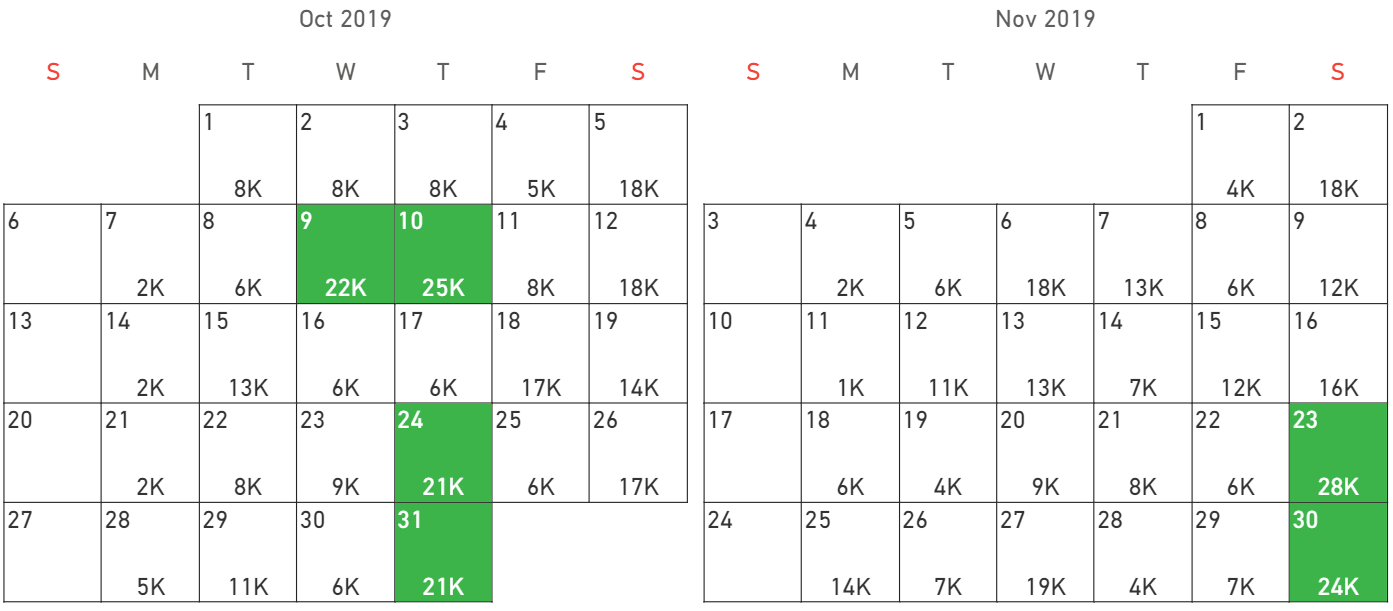 Oct 2019
S M T W T F S
1 2 3 4 5
8K 8K 8K 5K 18K
6 7 8 9 10 11 12
2K 6K 22K 25K 8K 18K
13 14 15 16 17 18 19
2K 13K 6K 6K 17K 14K
20 21 22 23 24 25 26
2K 8K 9K 21K 6K 17K
27 28 29 30 31
5K 11K 6K 21K
Nov 2019
S M T W T F S
1 2
4K 18K
3 4 5 6 7 8 9
2K 6K 18K 13K 6K 12K
10 11 12 13 14 15 16
1K 11K 13K 7K 12K 16K
17 18 19 20 21 22 23
6K 4K 9K 8K 6K 28K
24 25 26 27 28 29 30
14K 7K 19K 4K 7K 24K